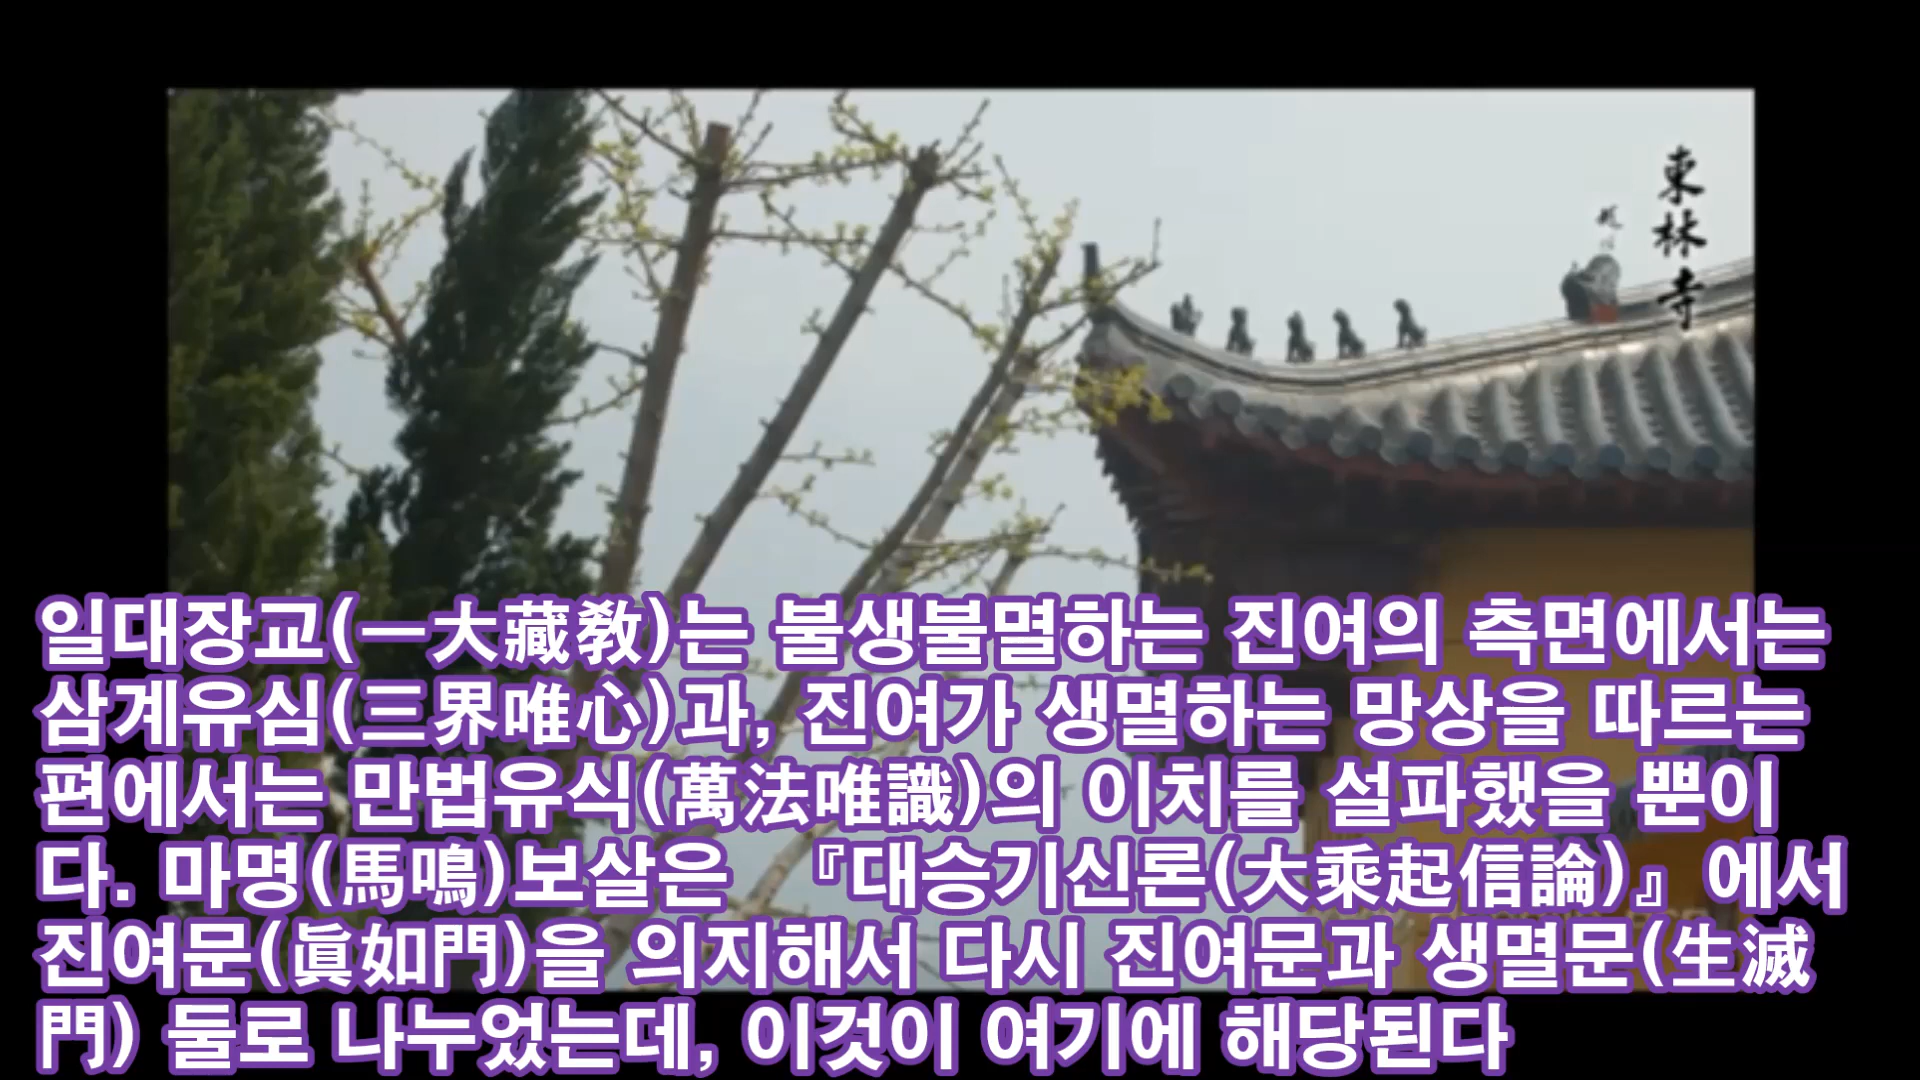 東林寺
일대장교(一大藏敎)는 불생불멸하는 진여의 측면에서는
삼계유심(三界唯心)과, 진여가 생멸하는 망상을 따르는
편에서는 만법유식(萬法唯識)의 이치를 설파했을 뿐이
다. 마명(馬鳴)보살은 『대승기신론(大乘起信論)』에서
진여문(眞如門)을 의지해서 다시 진여문과 생멸문(生滅
門) 둘로 나누었는데, 이것이 여기에 해당된다